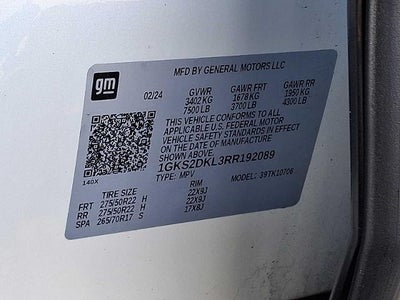 gm
MFD BY GENERAL MOTORS LLC
02/24 GVWR GAWR FRT GAWR RR
3402 KG 1678 KG 1950 KG
7500 LB 3700 LB 4300 LB
THIS VEHICLE CONFORMS TO ALL
APPLICABLE U.S. FEDERAL MOTOR
VEHICLE SAFETY STANDARDS IN EFFECT
ON THE DATE OF MANUFACTURE
SHOWN ABOVE.
1GKS2DKL3RR192089
140X TYPE: MPV MODEL: 39TK10706
TIRE SIZE RIM
FRT 275/50R22 H 22X9J
RR 275/50R22 H 22X9J
SPA 265/70R17 S 17X8J